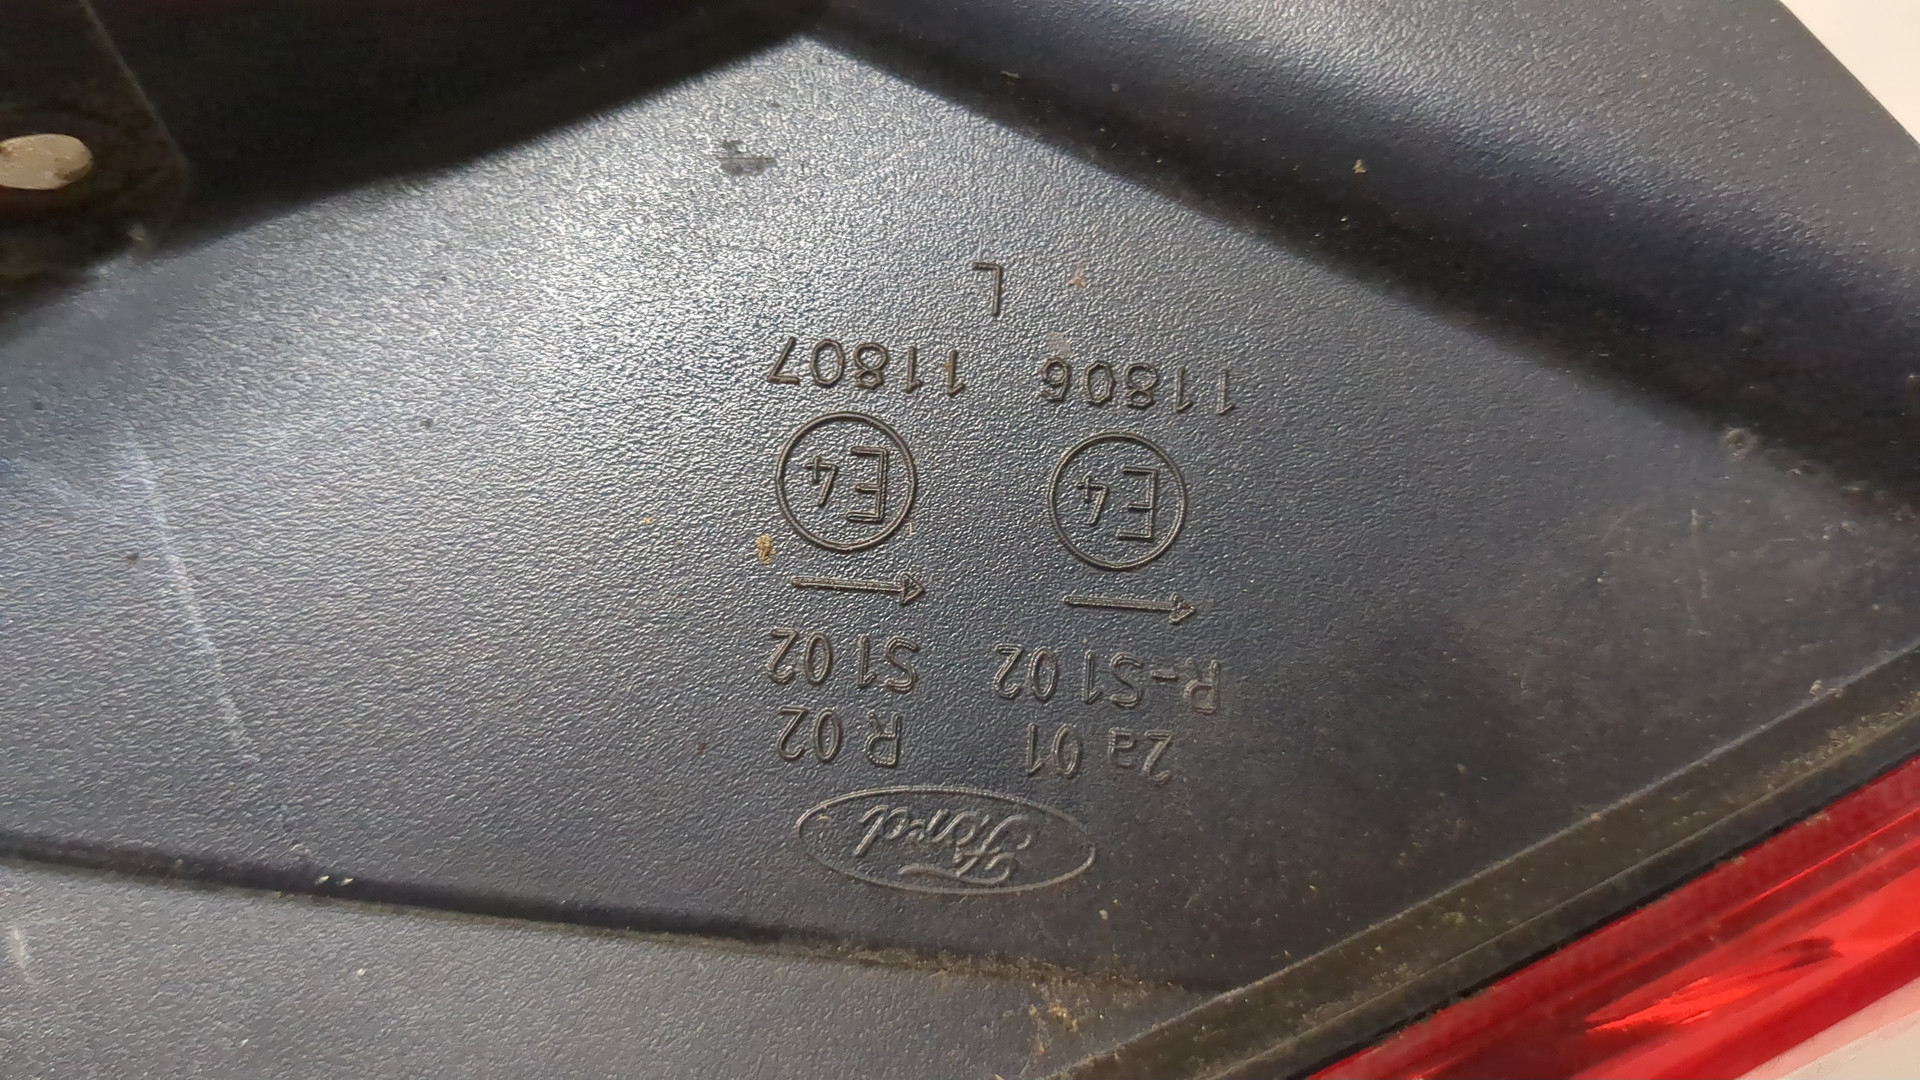 Ford
2a 01 R 02
R-S1 02 S1 02
E4 E4
11806 11807
L